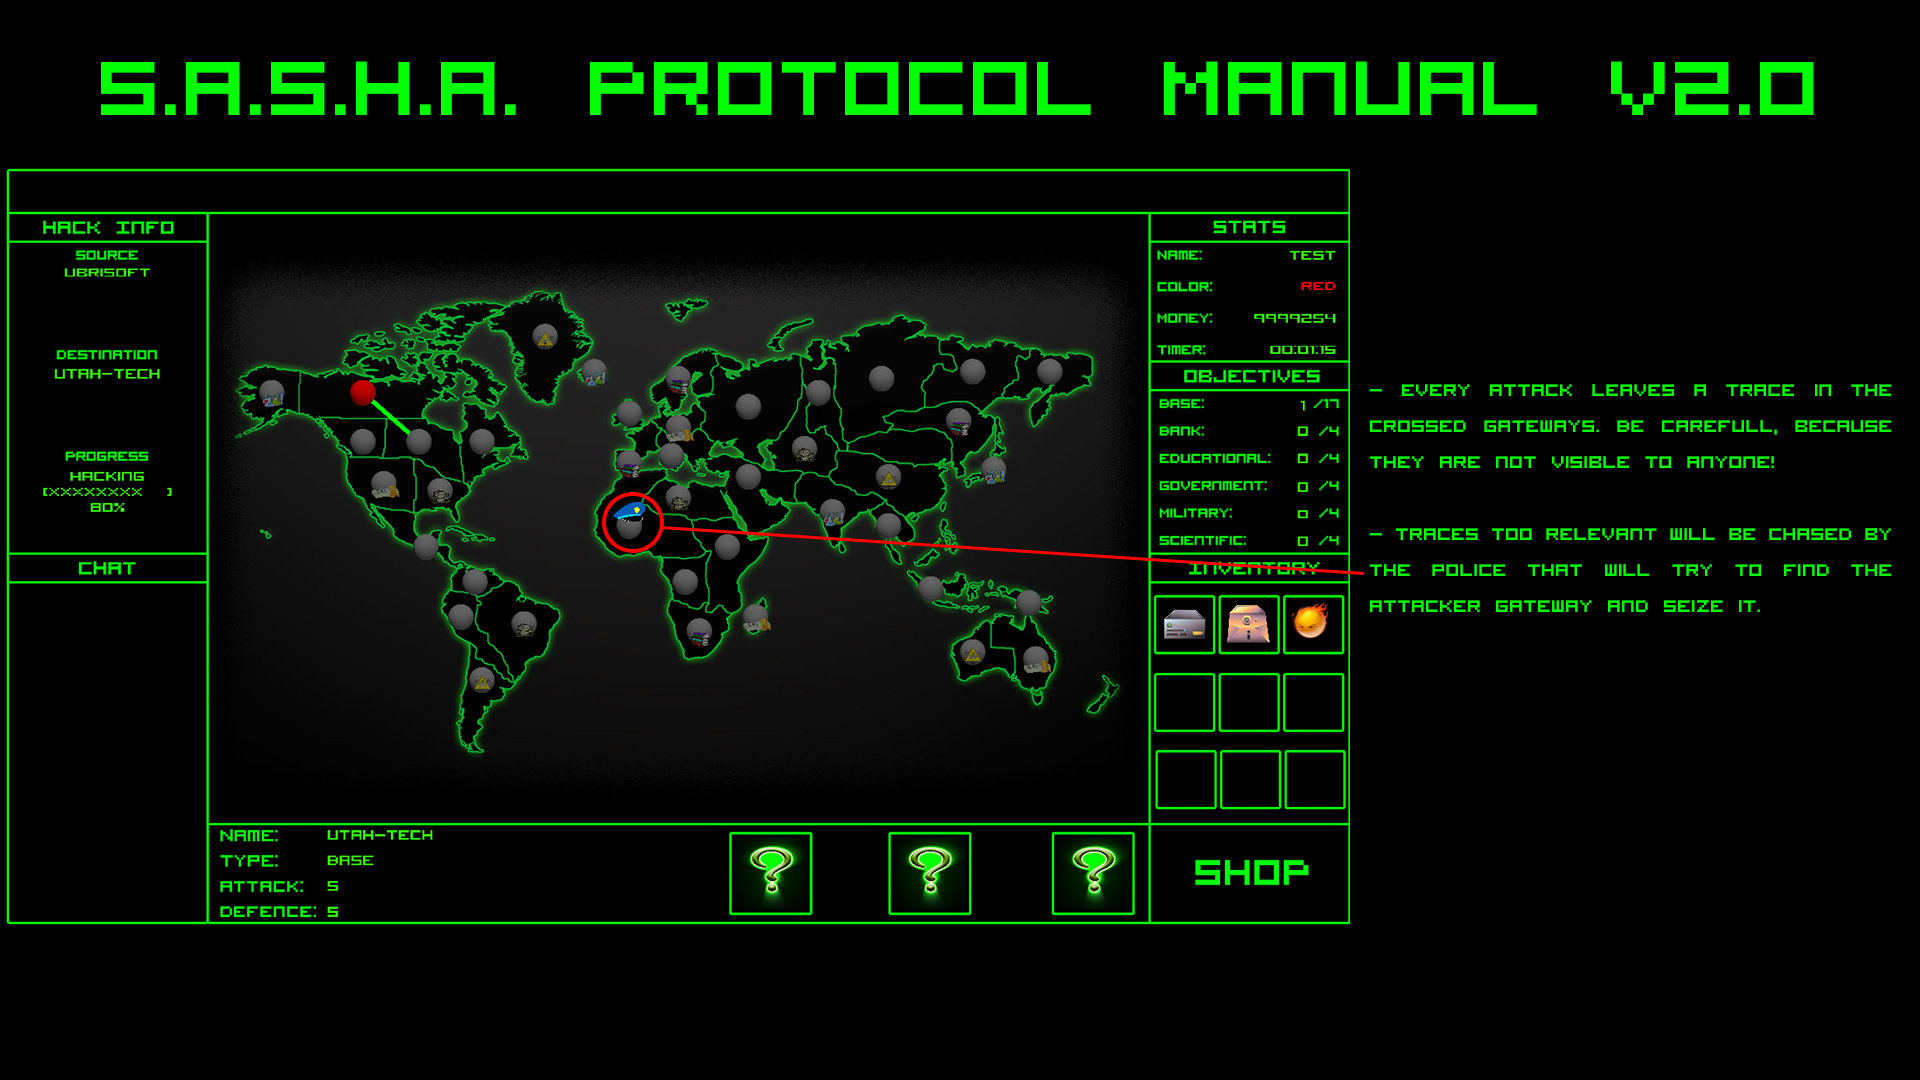 S.A.S.H.A. PROTOCOL MANUAL V2.0
HACK INFO
SOURCE
UBRISOFT
DESTINATION
UTAH-TECH
PROGRESS
HACKING
[XXXXXXXX ]
80%
CHAT
STATS
NAME: TEST
COLOR: RED
MONEY: 9999254
TIMER: 00:01:15
OBJECTIVES
BASE: 1 /17
BANK: 0 /4
EDUCATIONAL: 0 /4
GOVERNMENT: 0 /4
MILITARY: 0 /4
SCIENTIFIC: 0 /4
INVENTORY
NAME: UTAH-TECH
TYPE: BASE
ATTACK: 5
DEFENCE: 5
? ? ?
SHOP
- EVERY ATTACK LEAVES A TRACE IN THE
CROSSED GATEWAYS. BE CAREFULL, BECAUSE
THEY ARE NOT VISIBLE TO ANYONE!
- TRACES TOO RELEVANT WILL BE CHASED BY
THE POLICE THAT WILL TRY TO FIND THE
ATTACKER GATEWAY AND SEIZE IT.